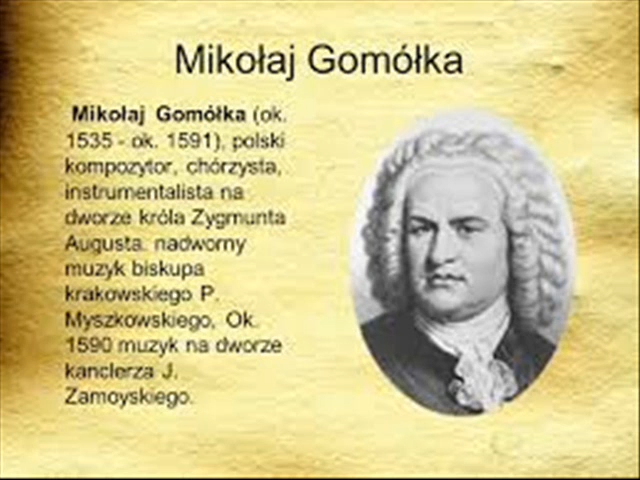 Mikołaj Gomółka
Mikołaj Gomółka (ok.
1535 - ok. 1591), polski
kompozytor, chórzysta,
instrumentalista na
dworze króla Zygmunta
Augusta. nadworny
muzyk biskupa
krakowskiego P.
Myszkowskiego, Ok.
1590 muzyk na dworze
kanclerza J.
Zamoyskiego.